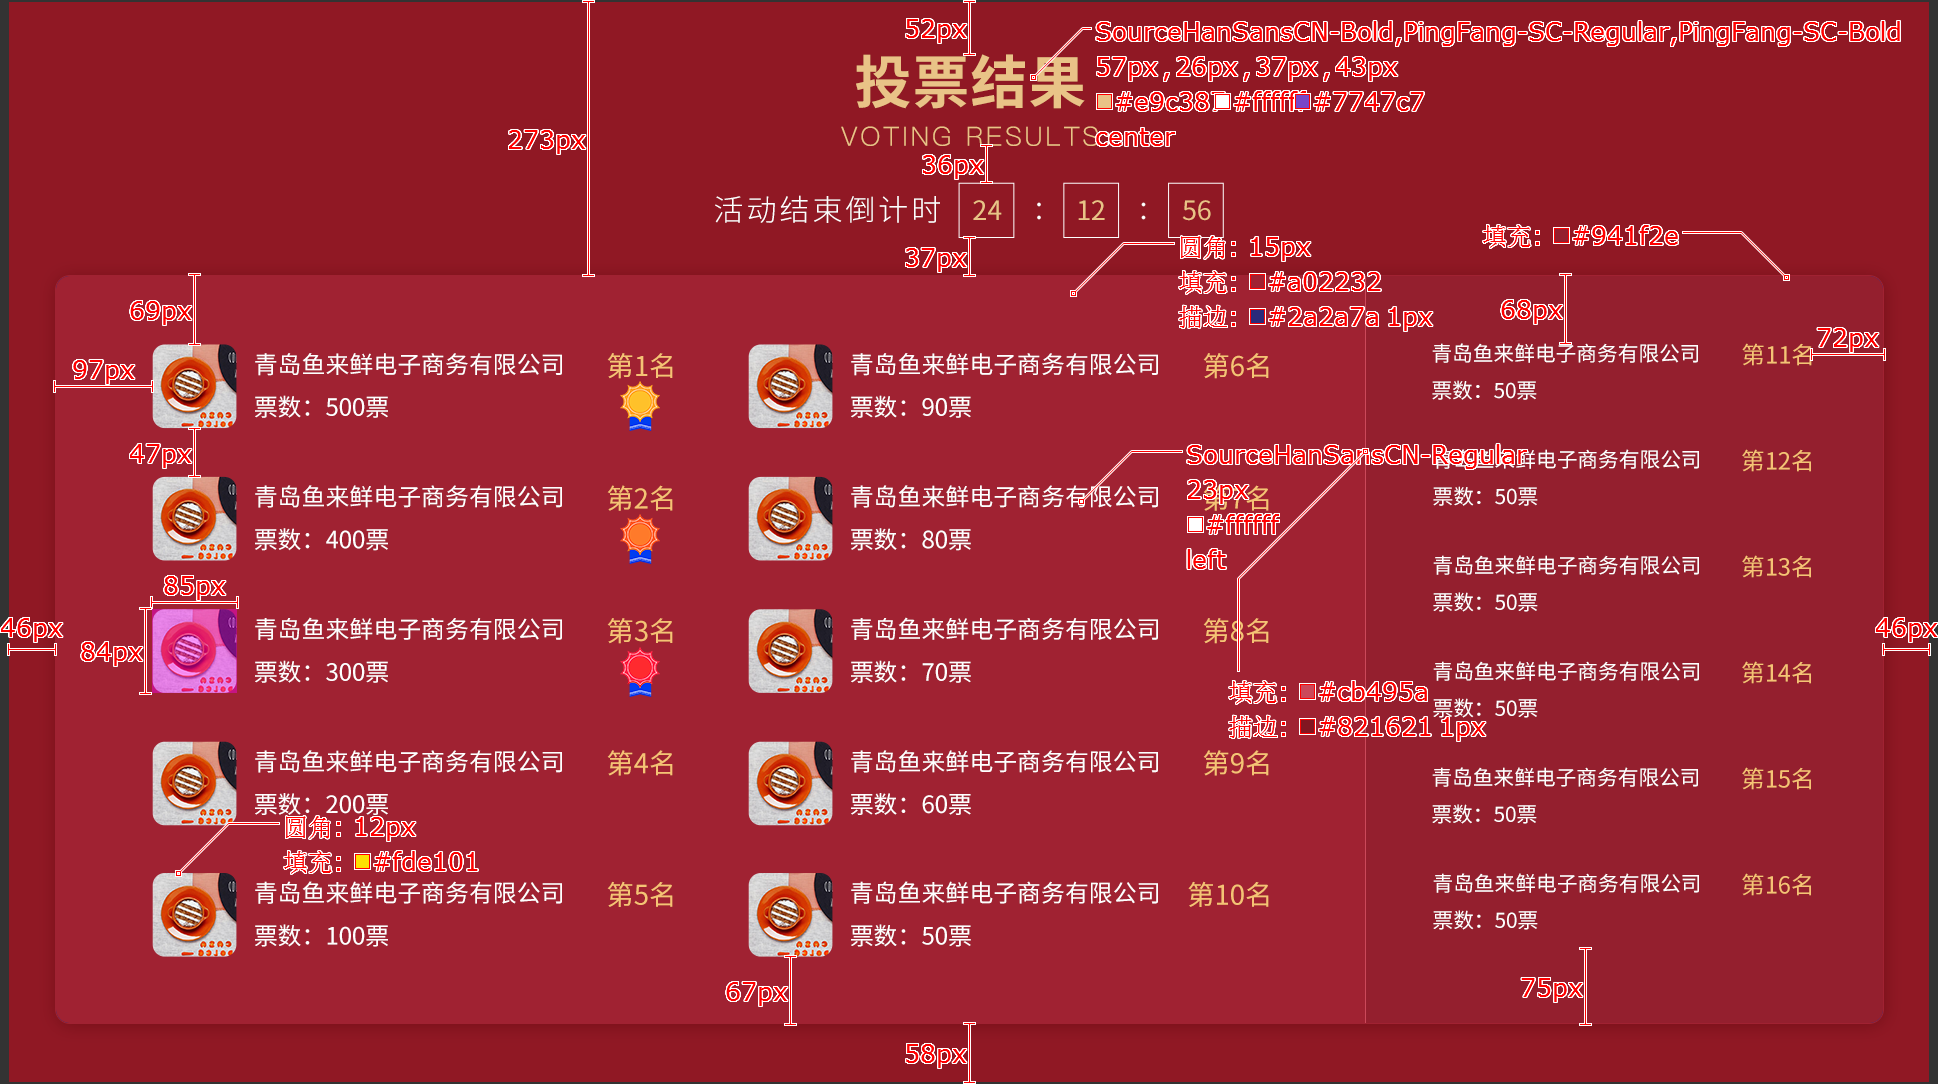 52px
SourceHanSansCN-Bold,PingFang-SC-Regular,PingFang-SC-Bold
57px,26px,37px,43px
#e9c387 #ffffff #7747c7
center
投票结果
VOTING RESULTS
273px
36px
活动结束倒计时 24 : 12 : 56
37px
圆角: 15px
填充: #a02232
描边: #2a2a7a 1px
填充: #941f2e
69px
68px
72px
97px
青岛鱼来鲜电子商务有限公司 第1名
票数：500票
47px
青岛鱼来鲜电子商务有限公司 第2名
票数：400票
85px
84px
46px
青岛鱼来鲜电子商务有限公司 第3名
票数：300票
青岛鱼来鲜电子商务有限公司 第4名
票数：200票
圆角: 12px
填充: #fde101
青岛鱼来鲜电子商务有限公司 第5名
票数：100票
青岛鱼来鲜电子商务有限公司 第6名
票数：90票
SourceHanSansCN-Regular
23px
#ffffff
left
青岛鱼来鲜电子商务有限公司 第7名
票数：80票
青岛鱼来鲜电子商务有限公司 第8名
票数：70票
填充: #cb495a
描边: #821621 1px
青岛鱼来鲜电子商务有限公司 第9名
票数：60票
青岛鱼来鲜电子商务有限公司 第10名
票数：50票
67px
58px
青岛鱼来鲜电子商务有限公司 第11名
票数：50票
青岛鱼来鲜电子商务有限公司 第12名
票数：50票
青岛鱼来鲜电子商务有限公司 第13名
票数：50票
46px
青岛鱼来鲜电子商务有限公司 第14名
票数：50票
青岛鱼来鲜电子商务有限公司 第15名
票数：50票
青岛鱼来鲜电子商务有限公司 第16名
票数：50票
75px